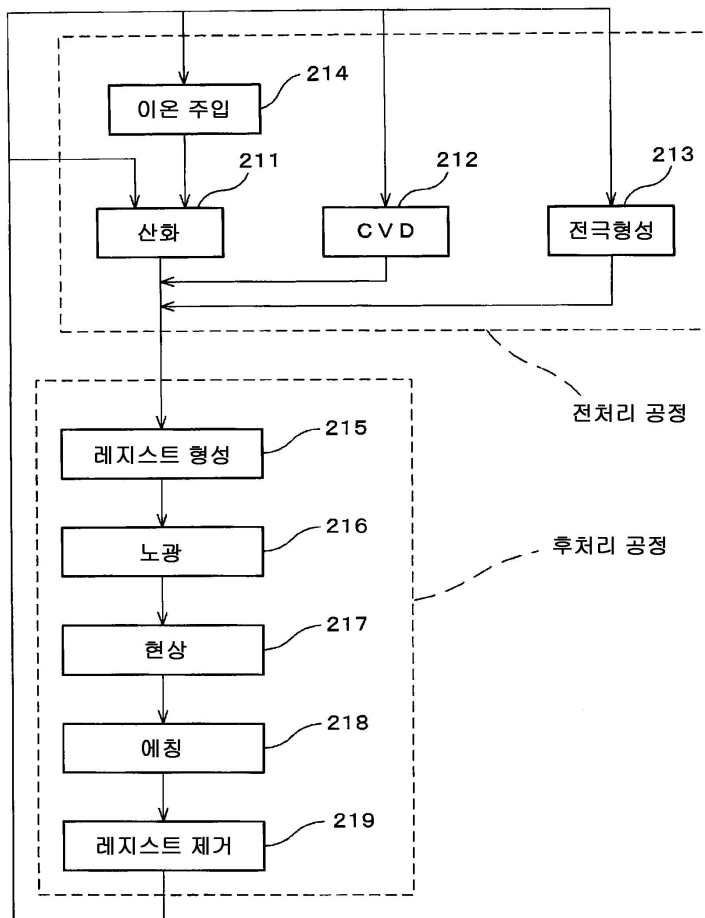 214
이온 주입
211
산화
212
CVD
213
전극형성
전처리 공정
215
레지스트 형성
216
노광
후처리 공정
217
현상
218
에칭
219
레지스트 제거